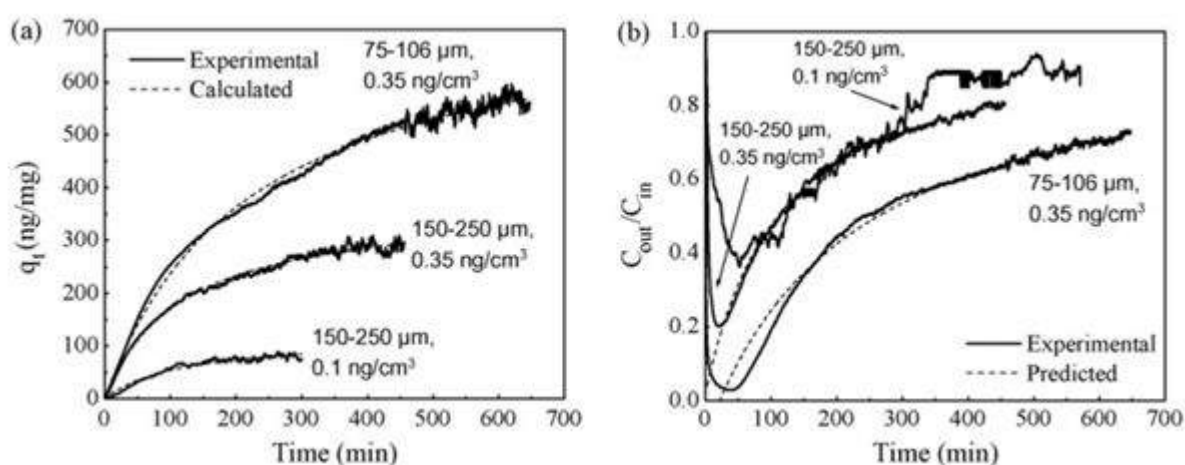 (a)
700
600
500
400
300
200
100
0
qt (ng/mg)
Experimental
Calculated
75-106 µm,
0.35 ng/cm³
150-250 µm,
0.35 ng/cm³
150-250 µm,
0.1 ng/cm³
0 100 200 300 400 500 600 700
Time (min)
(b)
1.0
0.8
0.6
0.4
0.2
0.0
Cout/Cin
150-250 µm,
0.1 ng/cm³
150-250 µm,
0.35 ng/cm³
75-106 µm,
0.35 ng/cm³
Experimental
Predicted
0 100 200 300 400 500 600 700
Time (min)